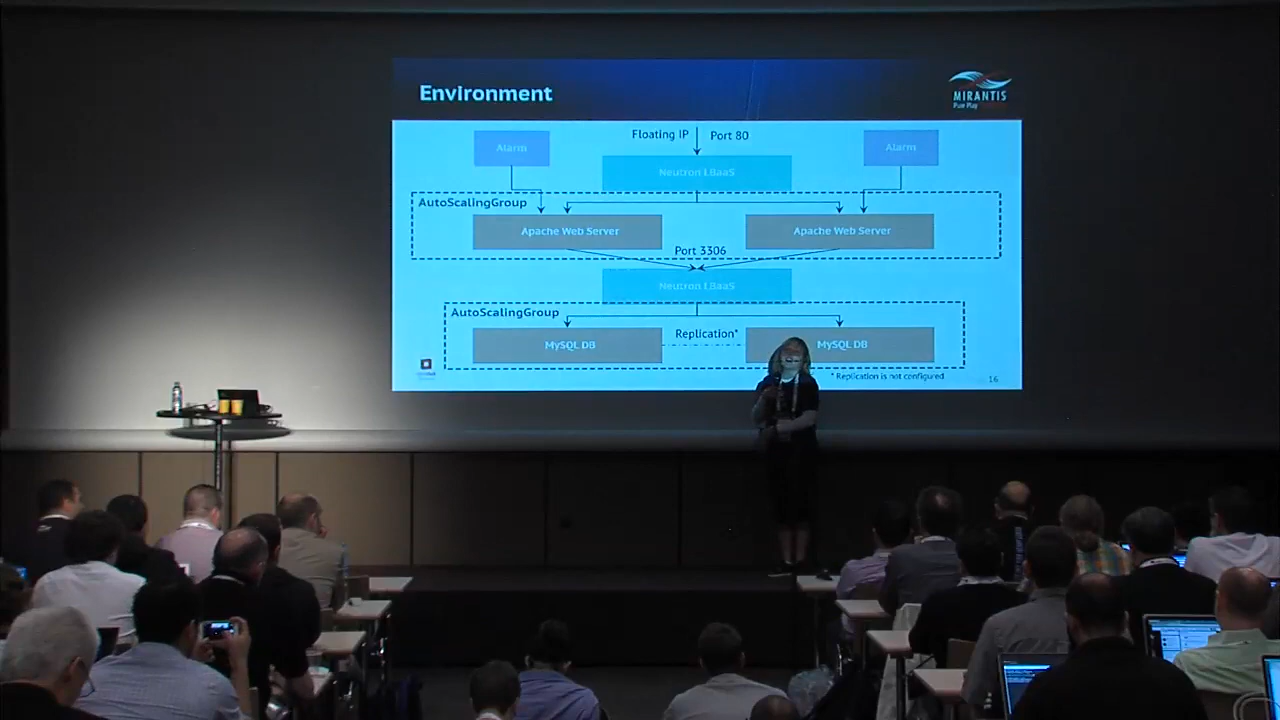 Environment
MIRANTIS
Pure Play
Floating IP
Port 80
Alarm
Alarm
Neutron LBaaS
AutoScalingGroup
Apache Web Server
Apache Web Server
Port 3306
Neutron LBaaS
AutoScalingGroup
Replication*
MySQL DB
MySQL DB
* Replication is not configured
16